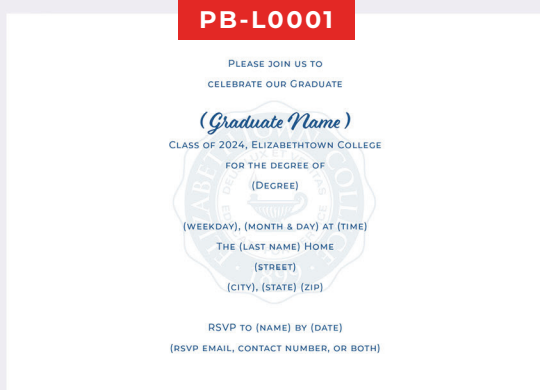 PB-L0001
Please join us to
celebrate our Graduate
(Graduate Name)
Class of 2024, Elizabethtown College
for the degree of
(Degree)
(weekday), (month & day) at (time)
The (last name) Home
(street)
(city), (state) (zip)
RSVP to (name) by (date)
(rsvp email, contact number, or both)